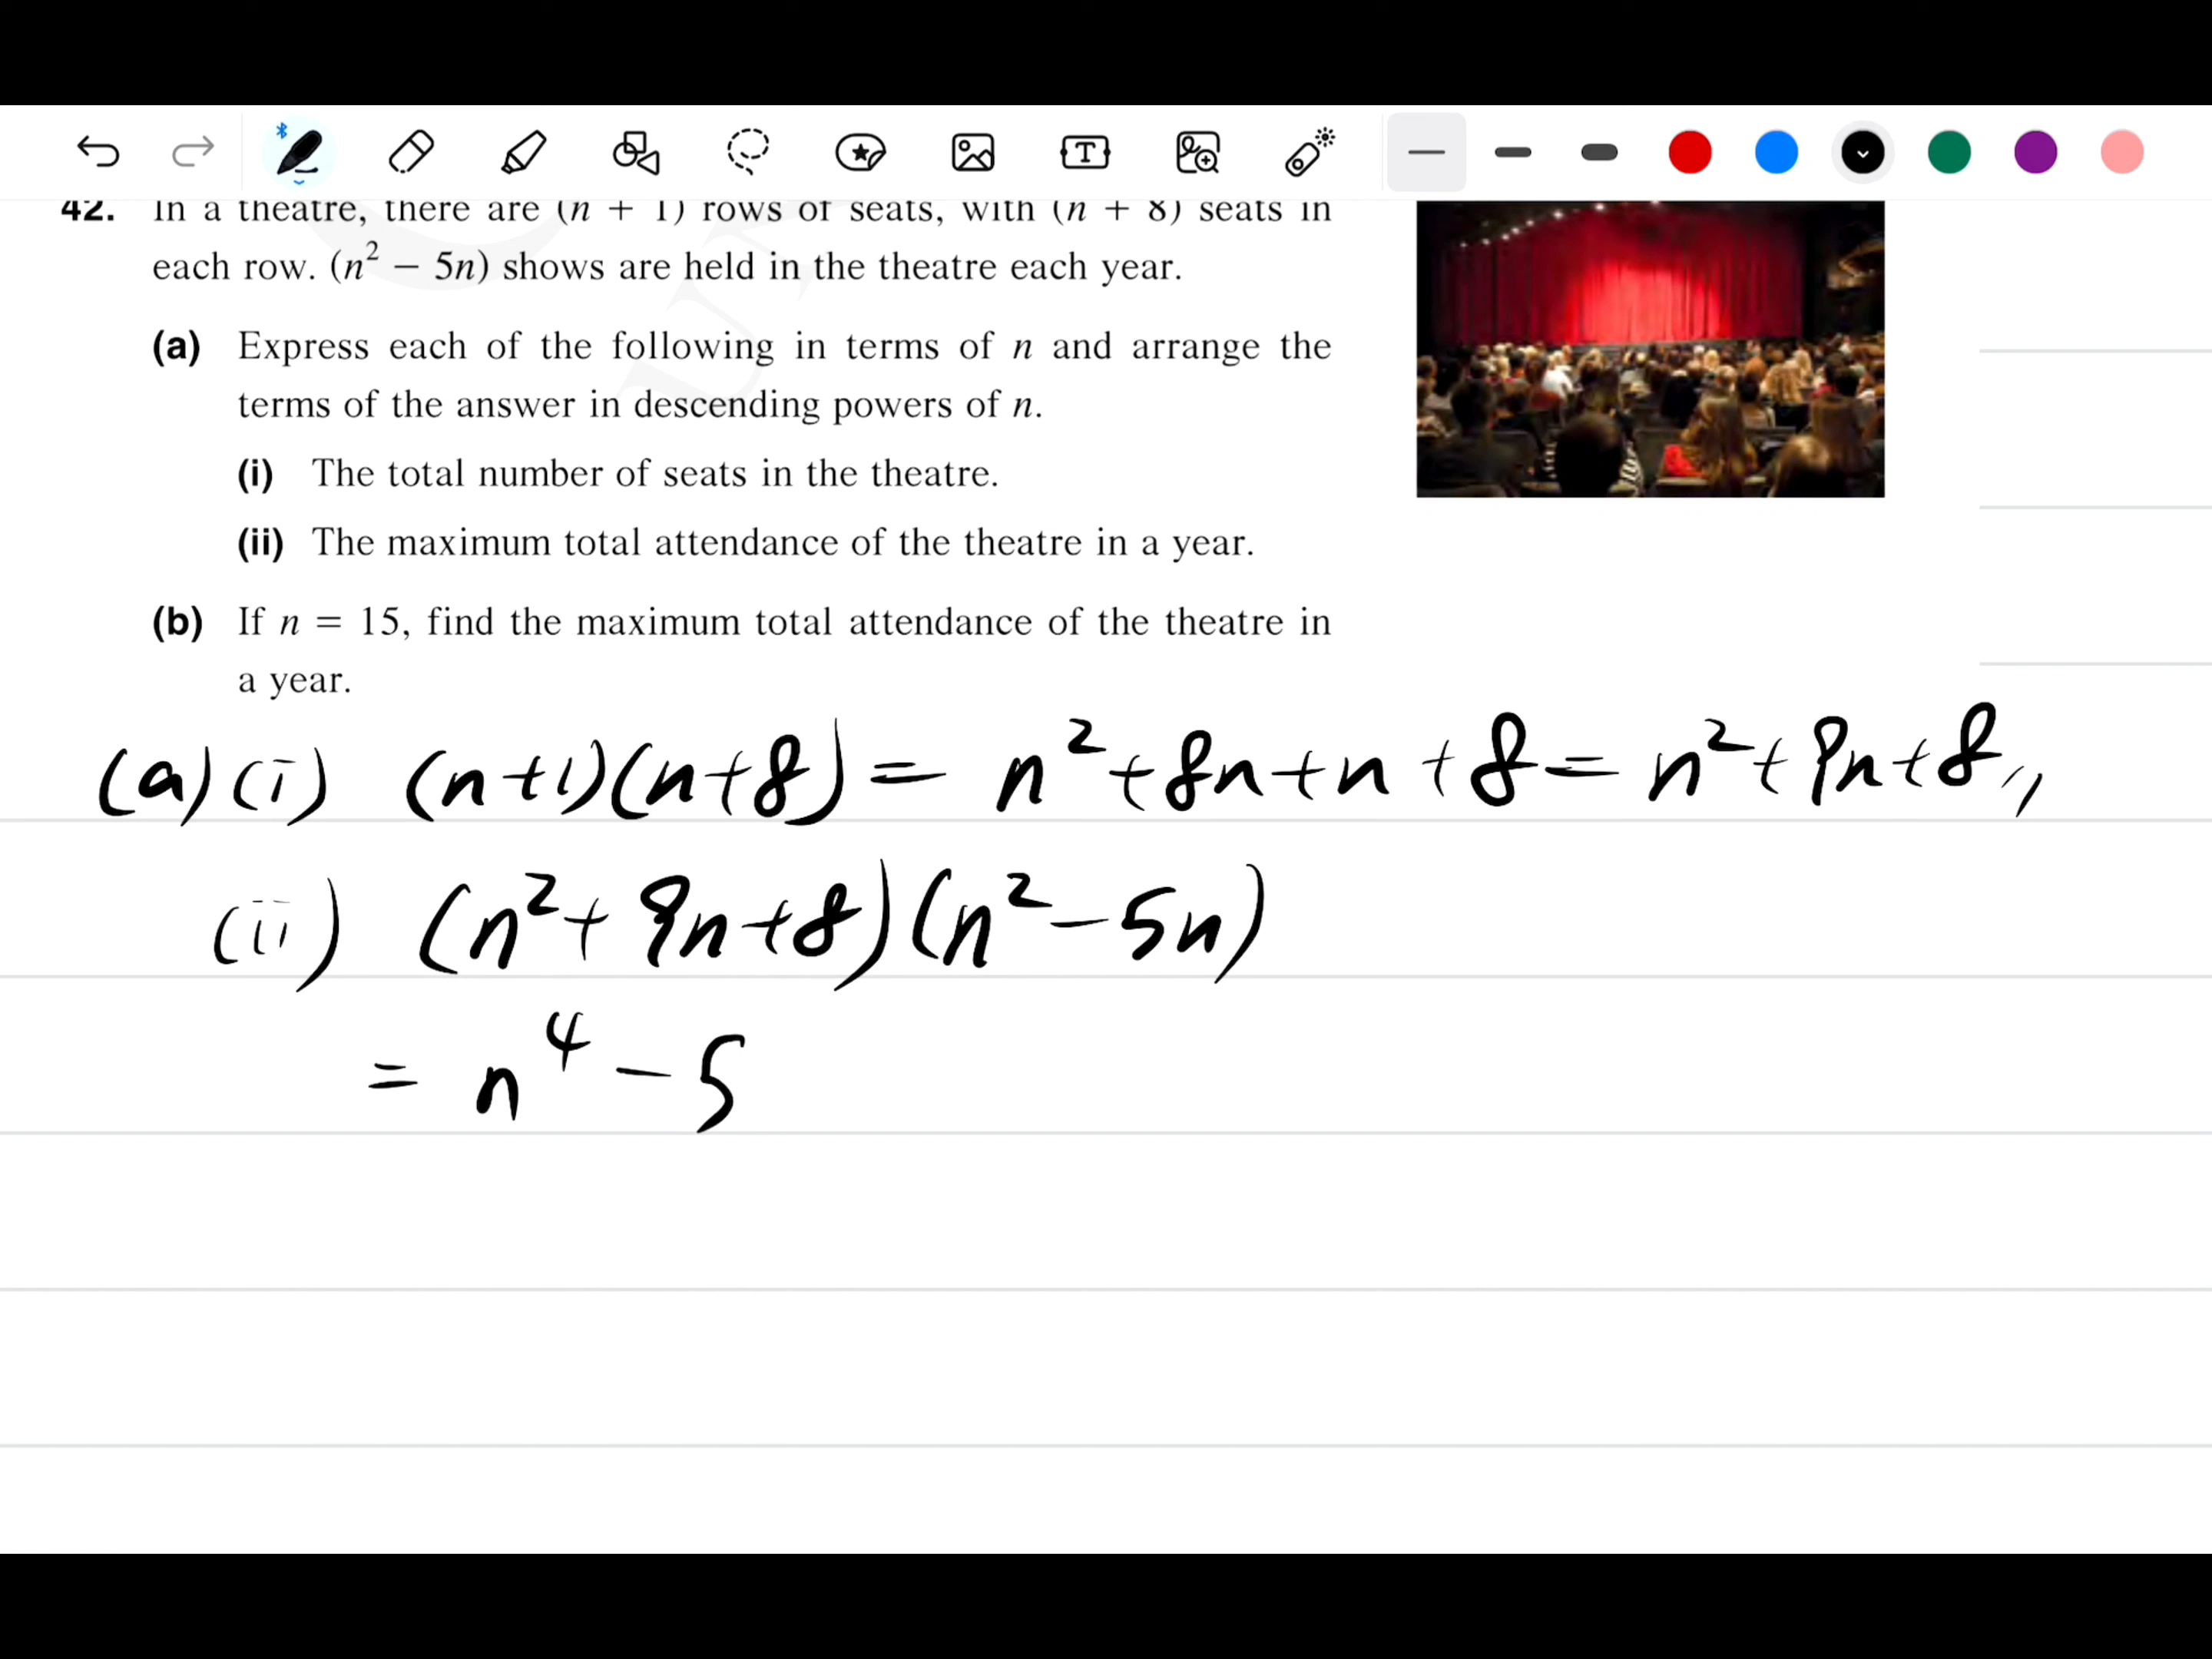 42. In a theatre, there are (n + 1) rows of seats, with (n + 8) seats in
each row. (n² − 5n) shows are held in the theatre each year.
(a) Express each of the following in terms of n and arrange the
terms of the answer in descending powers of n.
(i) The total number of seats in the theatre.
(ii) The maximum total attendance of the theatre in a year.
(b) If n = 15, find the maximum total attendance of the theatre in
a year.
(a)(i) (n+1)(n+8) = n²+8n+n+8 = n²+9n+8,,
(ii) (n²+9n+8)(n²−5n)
= n⁴−5